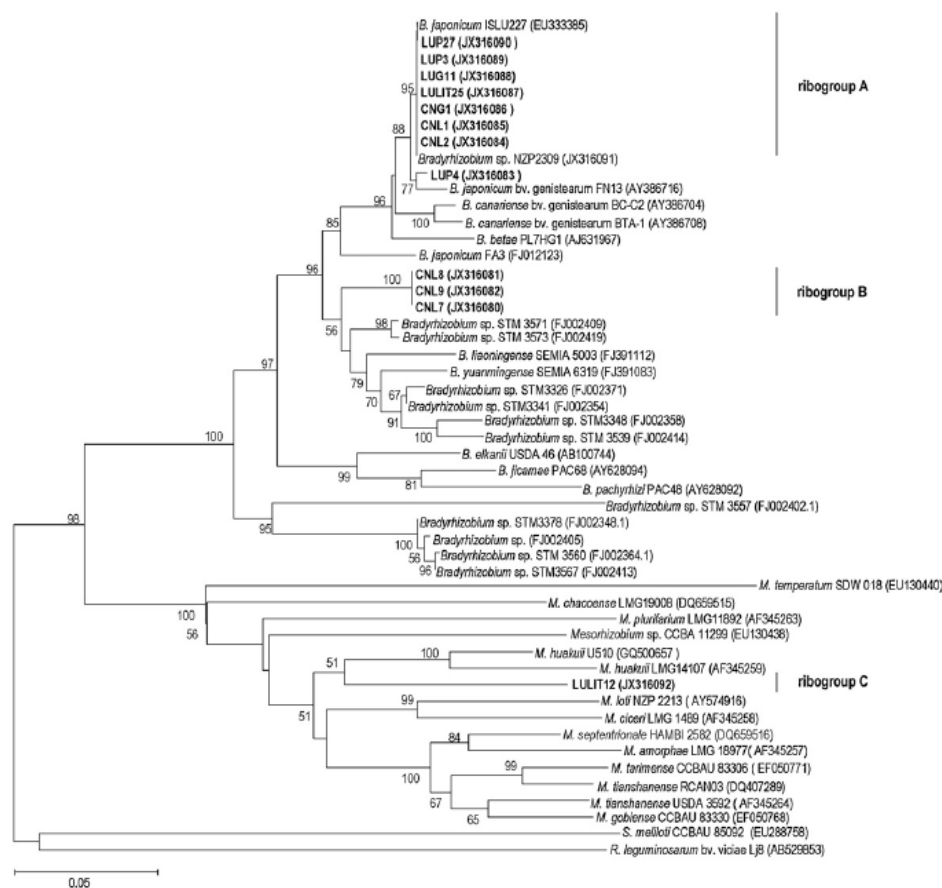 B. japonicum ISLU227 (EU333385)
LUP27 (JX316090 )
LUP3 (JX316089)
LUG11 (JX316088)
ribogroup A
95
LULIT25 (JX316087)
CNG1 (JX316086 )
CNL1 (JX316085)
88
CNL2 (JX316084)
Bradyrhizobium sp. NZP2309 (JX316091)
LUP4 (JX316083 )
77
B. japonicum bv. genistearum FN13 (AY386716)
96
B. canariense bv. genistearum BC-C2 (AY386704)
85
100
B. canariense bv. genistearum BTA-1 (AY386708)
B. betae PL7HG1 (AJ631967)
B. japonicum FA3 (FJ012123)
96
100
CNL8 (JX316081)
CNL9 (JX316082)
ribogroup B
CNL7 (JX316080)
56
98
Bradyrhizobium sp. STM 3571 (FJ002409)
Bradyrhizobium sp. STM 3573 (FJ002419)
B. liaoningense SEMIA 5003 (FJ391112)
97
79
B. yuanmingense SEMIA 6319 (FJ391083)
67
Bradyrhizobium sp. STM3326 (FJ002371)
70
Bradyrhizobium sp. STM3341 (FJ002354)
91
Bradyrhizobium sp. STM3348 (FJ002358)
100
Bradyrhizobium sp. STM 3539 (FJ002414)
100
B. elkanii USDA 46 (AB100744)
99
B. jicamae PAC68 (AY628094)
81
B. pachyrhizi PAC48 (AY628092)
Bradyrhizobium sp. STM 3557 (FJ002402.1)
98
95
Bradyrhizobium sp. STM3378 (FJ002348.1)
100
Bradyrhizobium sp. (FJ002405)
56
Bradyrhizobium sp. STM 3560 (FJ002364.1)
96
Bradyrhizobium sp. STM3567 (FJ002413)
M. temperatum SDW 018 (EU130440)
M. chacoense LMG19008 (DQ659515)
100
M. plurifarium LMG11892 (AF345263)
56
Mesorhizobium sp. CCBA 11299 (EU130438)
100
M. huakuii U510 (GQ500657 )
51
M. huakuii LMG14107 (AF345259)
LULIT12 (JX316092)
ribogroup C
99
M. loti NZP 2213 ( AY574916)
51
M. ciceri LMG 1489 (AF345258)
84
M. septentrionale HAMBI 2582 (DQ659516)
M. amorphae LMG 18977( AF345257)
100
99
M. tarimense CCBAU 83306 ( EF050771)
M. tianshanense RCAN03 (DQ407289)
67
M. tianshanense USDA 3592 ( AF345264)
65
M. gobiense CCBAU 83330 (EF050768)
S. meliloti CCBAU 85092 (EU288758)
R. leguminosarum bv. viciae Lj8 (AB529853)
0.05